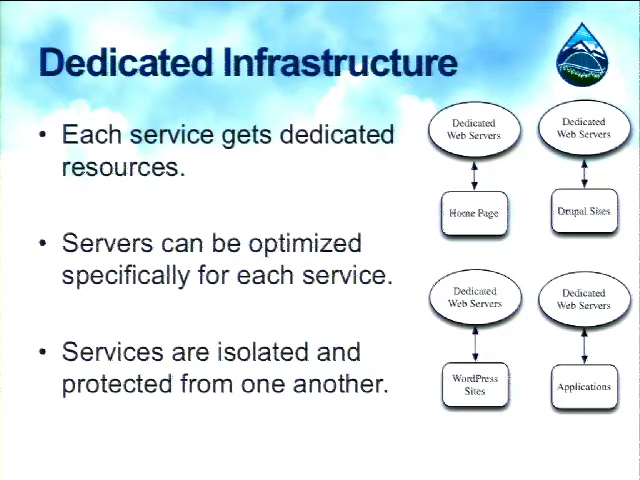 Dedicated Infrastructure
• Each service gets dedicated
resources.
• Servers can be optimized
specifically for each service.
• Services are isolated and
protected from one another.
Dedicated
Web Servers
Home Page
Dedicated
Web Servers
Drupal Sites
Dedicated
Web Servers
WordPress
Sites
Dedicated
Web Servers
Applications